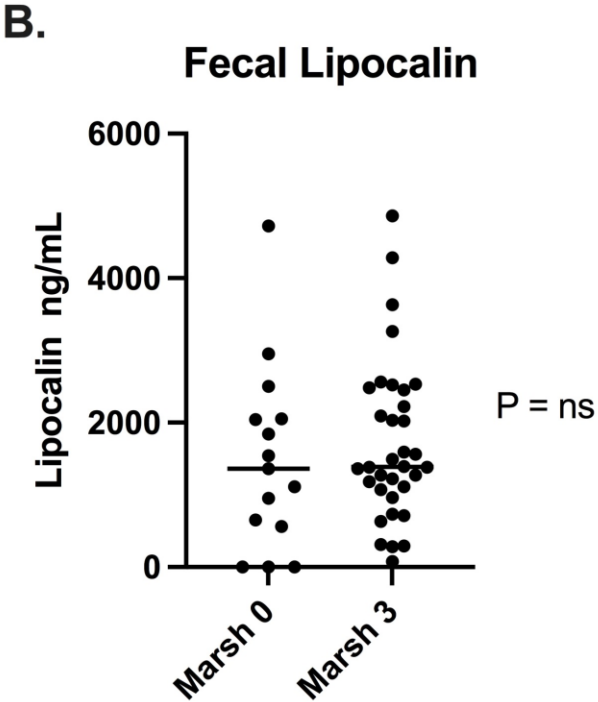 B.
Fecal Lipocalin
6000
4000
2000
0
Lipocalin ng/mL
P = ns
Marsh 0
Marsh 3